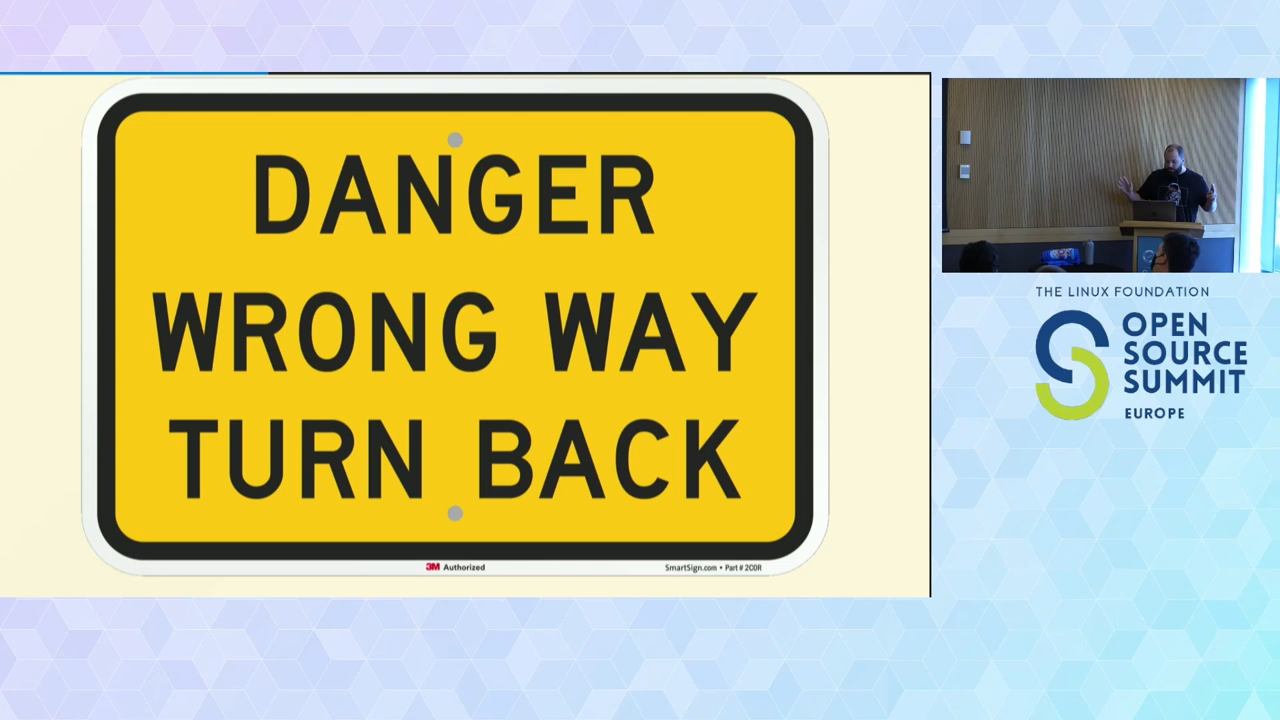 DANGER
WRONG WAY
TURN BACK
3M Authorized
SmartSign.com • Part # 2C0R
THE LINUX FOUNDATION
OPEN
SOURCE
SUMMIT
EUROPE